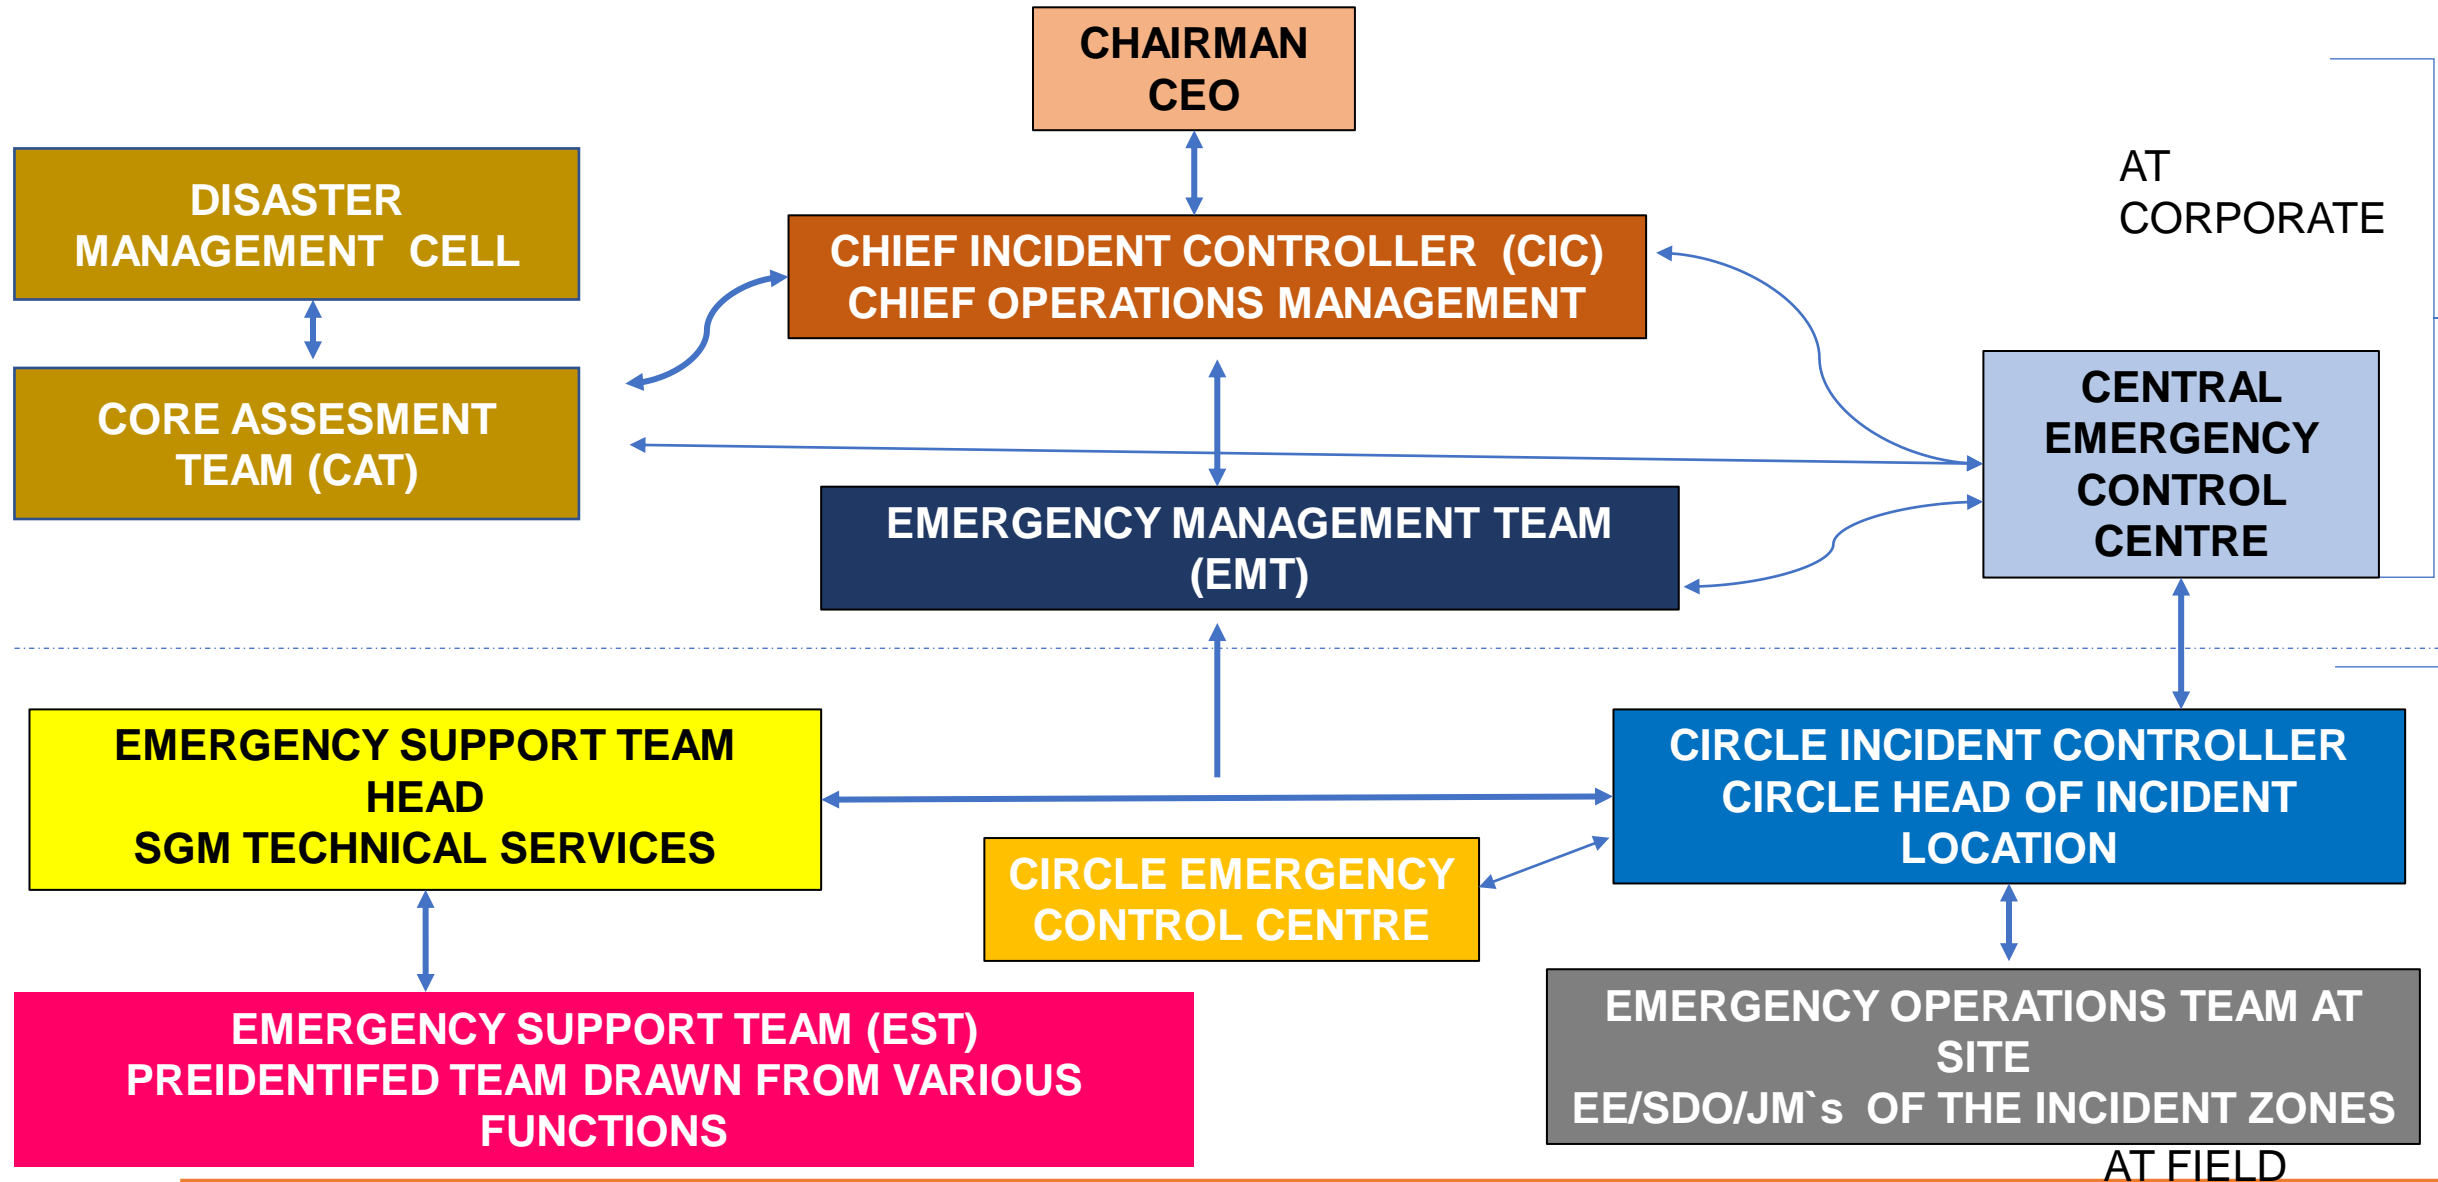 CHAIRMAN
CEO
AT
CORPORATE
DISASTER
MANAGEMENT CELL
CHIEF INCIDENT CONTROLLER (CIC)
CHIEF OPERATIONS MANAGEMENT
CORE ASSESMENT
TEAM (CAT)
CENTRAL
EMERGENCY
CONTROL
CENTRE
EMERGENCY MANAGEMENT TEAM
(EMT)
EMERGENCY SUPPORT TEAM
HEAD
SGM TECHNICAL SERVICES
CIRCLE INCIDENT CONTROLLER
CIRCLE HEAD OF INCIDENT
LOCATION
CIRCLE EMERGENCY
CONTROL CENTRE
EMERGENCY SUPPORT TEAM (EST)
PREIDENTIFED TEAM DRAWN FROM VARIOUS
FUNCTIONS
EMERGENCY OPERATIONS TEAM AT
SITE
EE/SDO/JM`s OF THE INCIDENT ZONES
AT FIELD